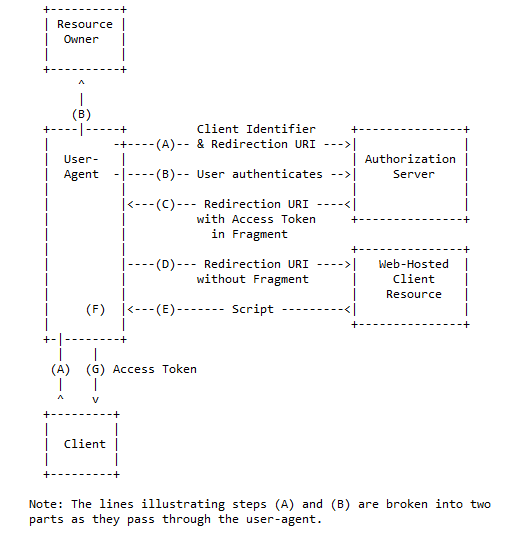 +----------+
| Resource |
|  Owner   |
|          |
+----------+
     ^
     |
    (B)
+----|-----+          Client Identifier     +---------------+
|         -+----(A)-- & Redirection URI --->|               |
|  User-   |                                | Authorization |
|  Agent  -|----(B)-- User authenticates -->|     Server    |
|          |                                |               |
|          |<---(C)--- Redirection URI ----<|               |
|          |          with Access Token     +---------------+
|          |            in Fragment
|          |                                +---------------+
|          |----(D)--- Redirection URI ---->|   Web-Hosted  |
|          |          without Fragment      |     Client    |
|          |                                |    Resource   |
|     (F)  |<---(E)------- Script ---------<|               |
|          |                                +---------------+
+-|--------+
  |    |
 (A)  (G) Access Token
  |    |
  ^    v
+---------+
|         |
|  Client |
|         |
+---------+
Note: The lines illustrating steps (A) and (B) are broken into two
parts as they pass through the user-agent.